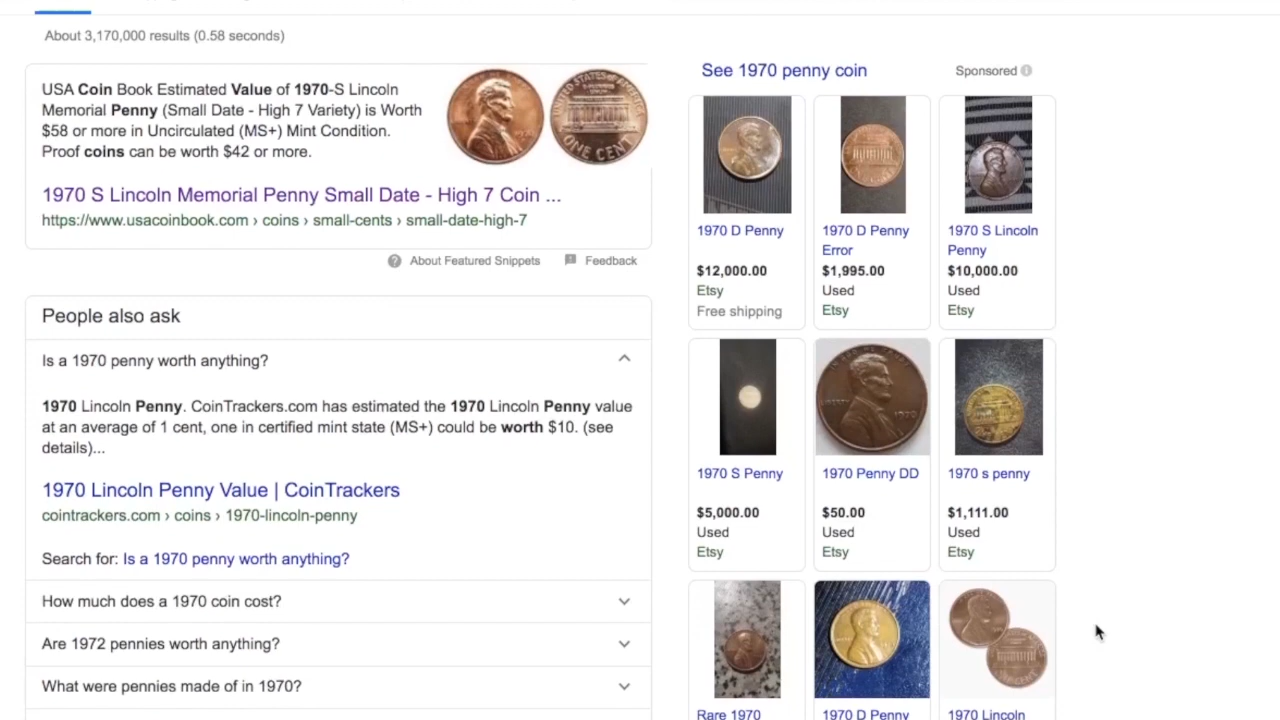 About 3,170,000 results (0.58 seconds)
USA Coin Book Estimated Value of 1970-S Lincoln
Memorial Penny (Small Date - High 7 Variety) is Worth
$58 or more in Uncirculated (MS+) Mint Condition.
Proof coins can be worth $42 or more.
1970 S Lincoln Memorial Penny Small Date - High 7 Coin ...
https://www.usacoinbook.com › coins › small-cents › small-date-high-7
About Featured Snippets
Feedback
People also ask
Is a 1970 penny worth anything?
1970 Lincoln Penny. CoinTrackers.com has estimated the 1970 Lincoln Penny value
at an average of 1 cent, one in certified mint state (MS+) could be worth $10. (see
details)...
1970 Lincoln Penny Value | CoinTrackers
cointrackers.com › coins › 1970-lincoln-penny
Search for: Is a 1970 penny worth anything?
How much does a 1970 coin cost?
Are 1972 pennies worth anything?
What were pennies made of in 1970?
See 1970 penny coin
Sponsored
1970 D Penny
$12,000.00
Etsy
Free shipping
1970 D Penny
Error
$1,995.00
Used
Etsy
1970 S Lincoln
Penny
$10,000.00
Used
Etsy
1970 S Penny
$5,000.00
Used
Etsy
1970 Penny DD
$50.00
Used
Etsy
1970 s penny
$1,111.00
Used
Etsy
Rare 1970
1970 D Penny
1970 Lincoln